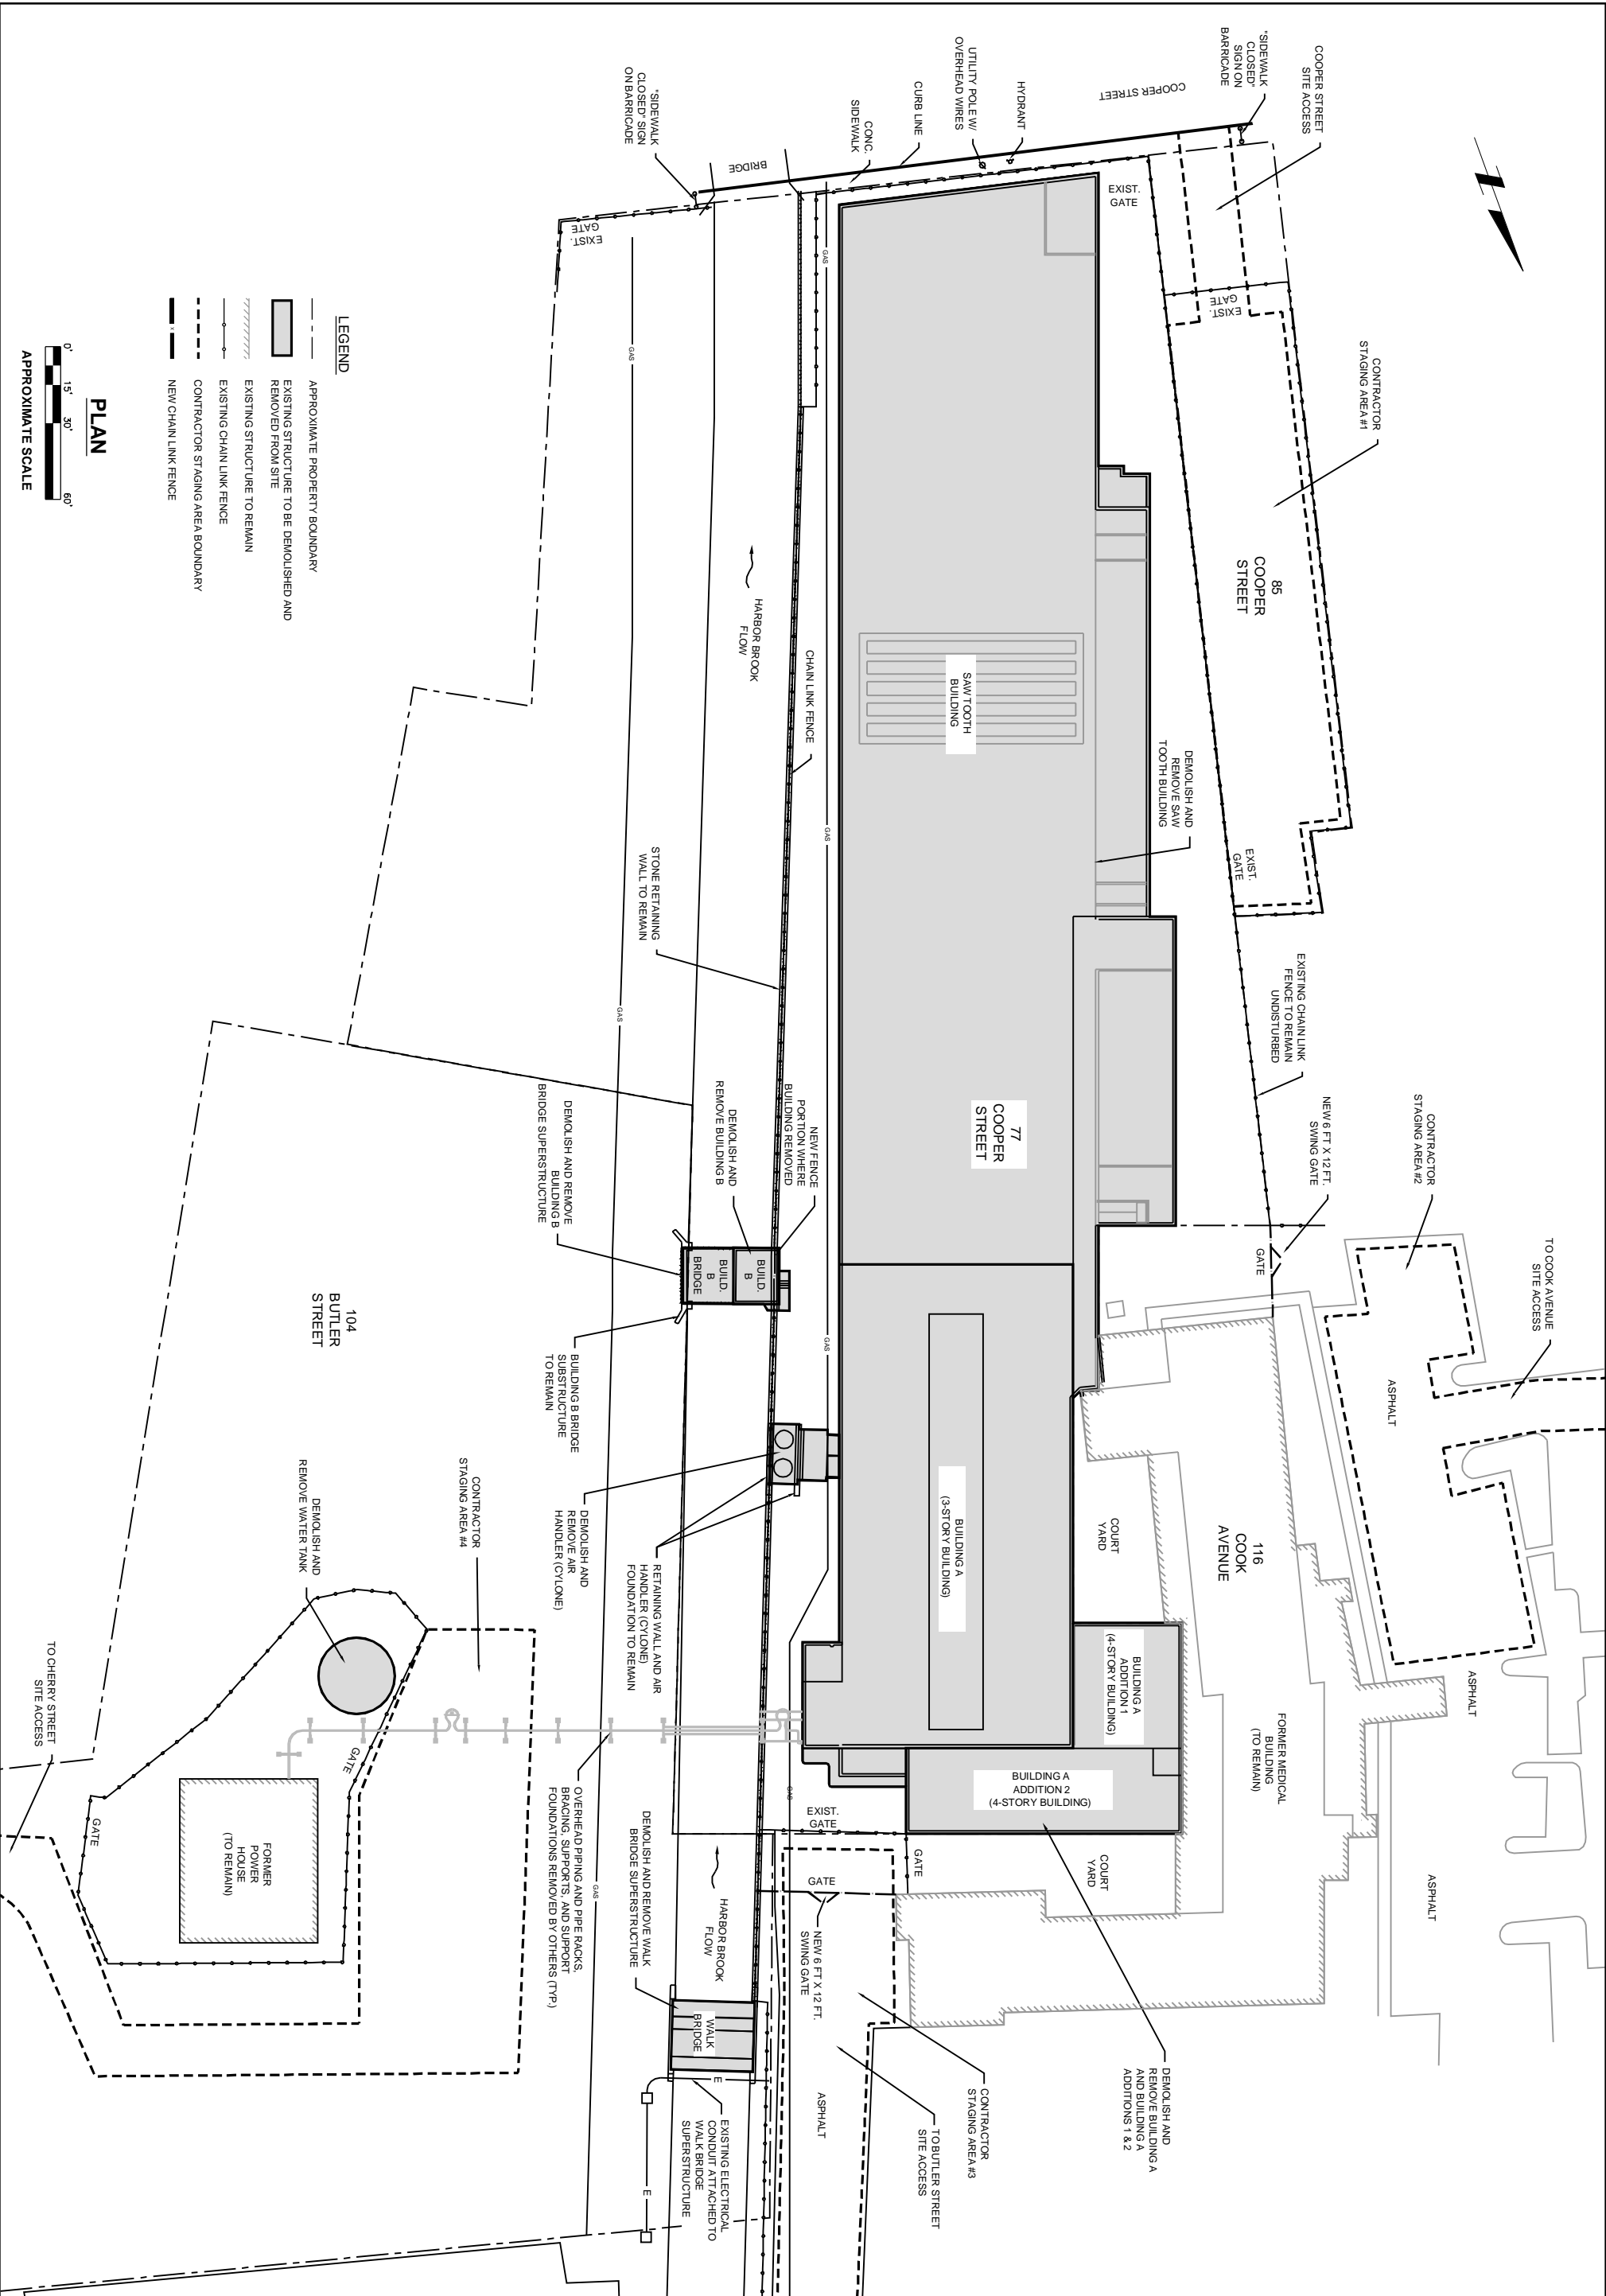 "SIDEWALK
CLOSED"
SIGN ON
BARRICADE
COOPER STREET
SITE ACCESS
COOPER STREET
HYDRANT
UTILITY POLE W/
OVERHEAD WIRES
CURB LINE
CONC.
SIDEWALK
"SIDEWALK
CLOSED" SIGN
ON BARRICADE
BRIDGE
EXIST.
GATE
EXIST.
GATE
EXIST.
GATE
CONTRACTOR
STAGING AREA #1
85
COOPER
STREET
EXIST.
GATE
DEMOLISH AND
REMOVE SAW
TOOTH BUILDING
SAW TOOTH
BUILDING
GAS
GAS
HARBOR BROOK
FLOW
CHAIN LINK FENCE
STONE RETAINING
WALL TO REMAIN
GAS
GAS
EXISTING CHAIN LINK
FENCE TO REMAIN
UNDISTURBED
NEW 6 FT X 12 FT.
SWING GATE
GATE
CONTRACTOR
STAGING AREA #2
TO COOK AVENUE
SITE ACCESS
ASPHALT
77
COOPER
STREET
NEW FENCE
PORTION WHERE
BUILDING REMOVED
DEMOLISH AND
REMOVE BUILDING B
DEMOLISH AND REMOVE
BUILDING B
BRIDGE SUPERSTRUCTURE
BUILD.
B
BUILD.
B
BRIDGE
GAS
BUILDING B BRIDGE
SUBSTRUCTURE
TO REMAIN
DEMOLISH AND
REMOVE AIR
HANDLER (CYLONE)
RETAINING WALL AND AIR
HANDLER (CYLONE)
FOUNDATION TO REMAIN
BUILDING A
(3-STORY BUILDING)
COURT
YARD
116
COOK
AVENUE
BUILDING A
ADDITION 1
(4-STORY BUILDING)
FORMER MEDICAL
BUILDING
(TO REMAIN)
ASPHALT
ASPHALT
BUILDING A
ADDITION 2
(4-STORY BUILDING)
COURT
YARD
EXIST.
GATE
GATE
GATE
GAS
NEW 6 FT X 12 FT.
SWING GATE
DEMOLISH AND
REMOVE BUILDING A
AND BUILDING A
ADDITIONS 1 & 2
CONTRACTOR
STAGING AREA #3
TO BUTLER STREET
SITE ACCESS
ASPHALT
HARBOR BROOK
FLOW
WALK
BRIDGE
DEMOLISH AND REMOVE WALK
BRIDGE SUPERSTRUCTURE
GAS
E
E
EXISTING ELECTRICAL
CONDUIT ATTACHED TO
WALK BRIDGE
SUPERSTRUCTURE
OVERHEAD PIPING AND PIPE RACKS,
BRACING, SUPPORTS, AND SUPPORT
FOUNDATIONS REMOVED BY OTHERS (TYP.)
104
BUTLER
STREET
CONTRACTOR
STAGING AREA #4
DEMOLISH AND
REMOVE WATER TANK
GATE
FORMER
POWER
HOUSE
(TO REMAIN)
GATE
TO CHERRY STREET
SITE ACCESS
LEGEND
APPROXIMATE PROPERTY BOUNDARY
EXISTING STRUCTURE TO BE DEMOLISHED AND
REMOVED FROM SITE
EXISTING STRUCTURE TO REMAIN
EXISTING CHAIN LINK FENCE
CONTRACTOR STAGING AREA BOUNDARY
x NEW CHAIN LINK FENCE
PLAN
0' 15' 30' 60'
APPROXIMATE SCALE